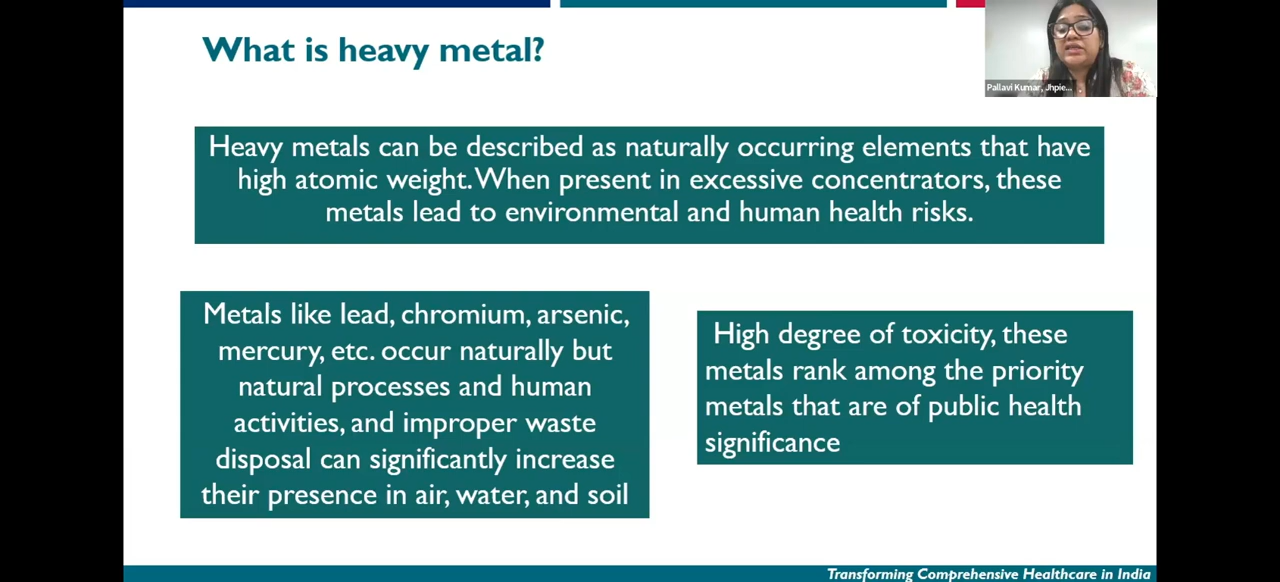 What is heavy metal?
Pallavi Kumar, Jhpie...
Heavy metals can be described as naturally occurring elements that have
high atomic weight. When present in excessive concentrators, these
metals lead to environmental and human health risks.
Metals like lead, chromium, arsenic,
mercury, etc. occur naturally but
natural processes and human
activities, and improper waste
disposal can significantly increase
their presence in air, water, and soil
High degree of toxicity, these
metals rank among the priority
metals that are of public health
significance
Transforming Comprehensive Healthcare in India